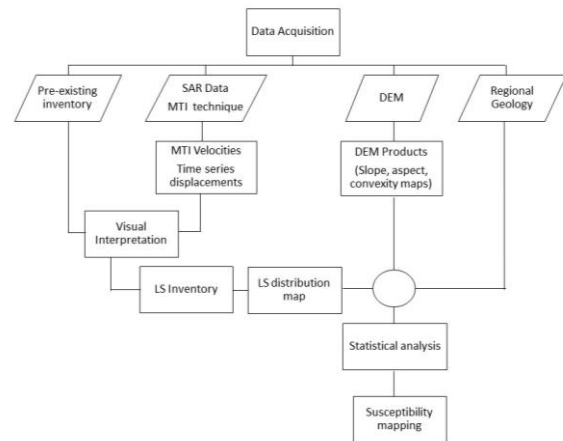 Data Acquisition
Pre-existing
inventory
SAR Data
MTI technique
DEM
Regional
Geology
MTI Velocities
Time series
displacements
DEM Products
(Slope, aspect,
convexity maps)
Visual
Interpretation
LS Inventory
LS distribution
map
Statistical analysis
Susceptibility
mapping